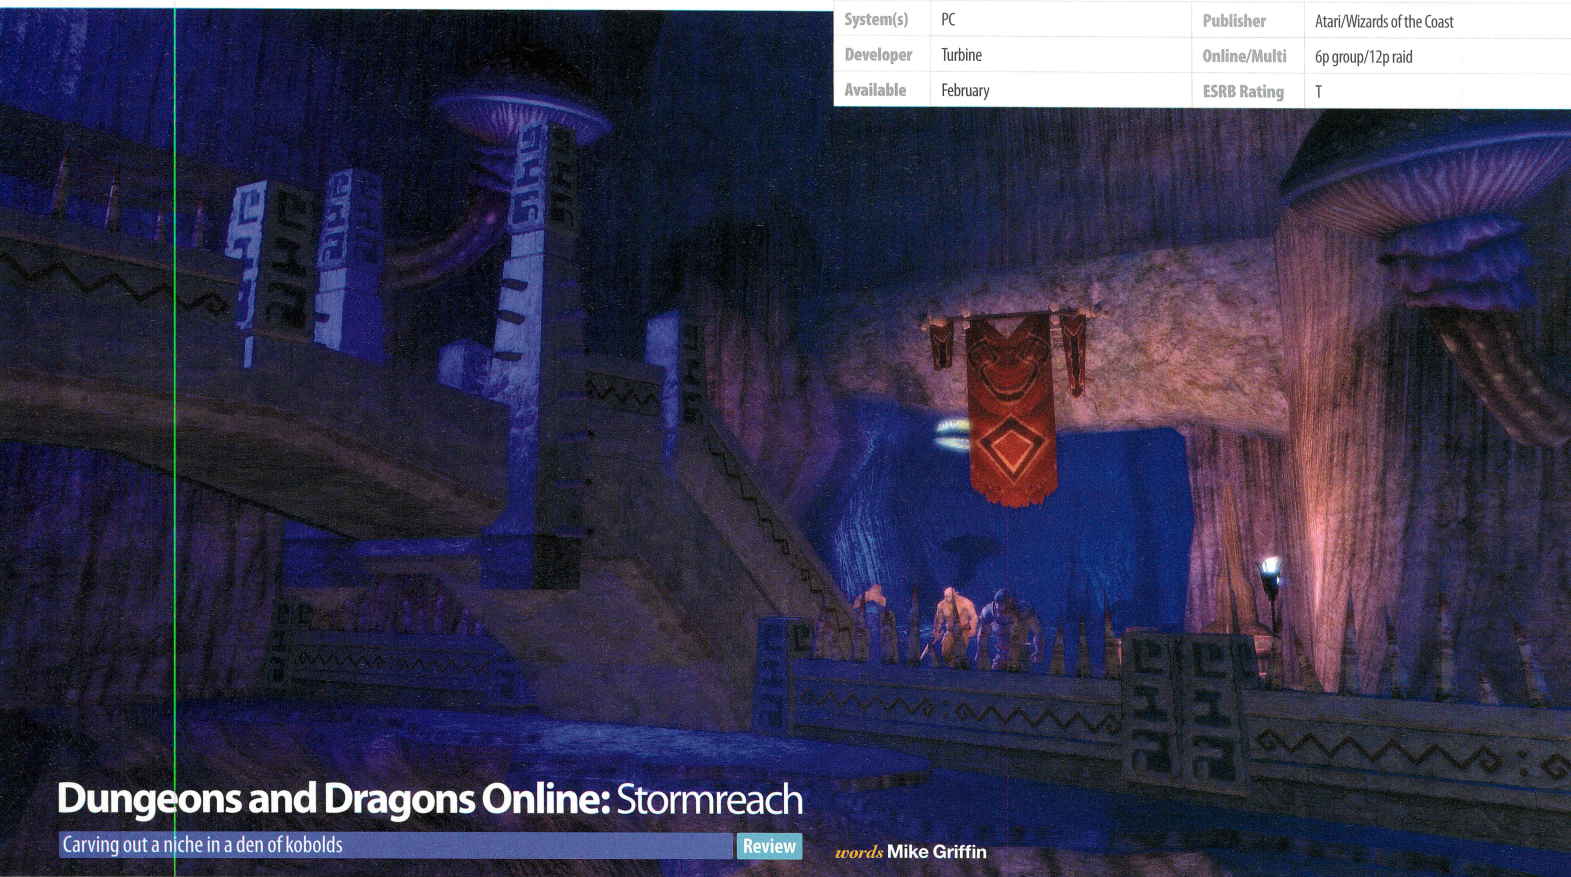 System(s) PC Publisher Atari/Wizards of the Coast
Developer Turbine Online/Multi 6p group/12p raid
Available February ESRB Rating T
Dungeons and Dragons Online: Stormreach
Carving out a niche in a den of kobolds
Review
words Mike Griffin